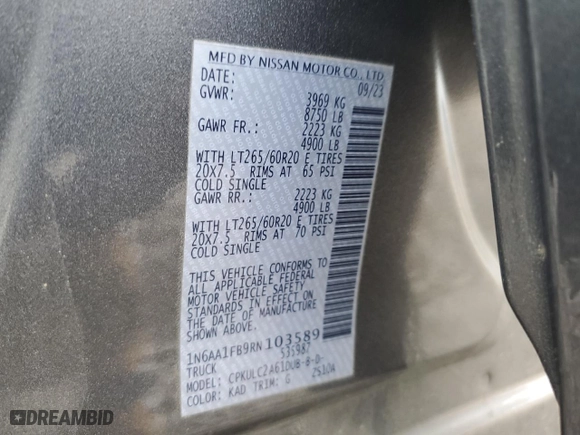 MFD BY NISSAN MOTOR CO., LTD
DATE: 09/23
GVWR: 3969 KG
8750 LB
GAWR FR.: 2223 KG
4900 LB
WITH LT265/60R20 E TIRES
20X7.5 RIMS AT 65 PSI
COLD SINGLE
GAWR RR.: 2223 KG
4900 LB
WITH LT265/60R20 E TIRES
20X7.5 RIMS AT 70 PSI
COLD SINGLE
THIS VEHICLE CONFORMS TO
ALL APPLICABLE FEDERAL
MOTOR VEHICLE SAFETY
STANDARDS IN EFFECT ON
THE DATE OF MANUFACTURE
SHOWN ABOVE.
1N6AA1FB9RN 103589
TRUCK 535987
MODEL: CPKULC2A61DUB-8-D-
COLOR: KAD TRIM: G 2510A
DREAMBID